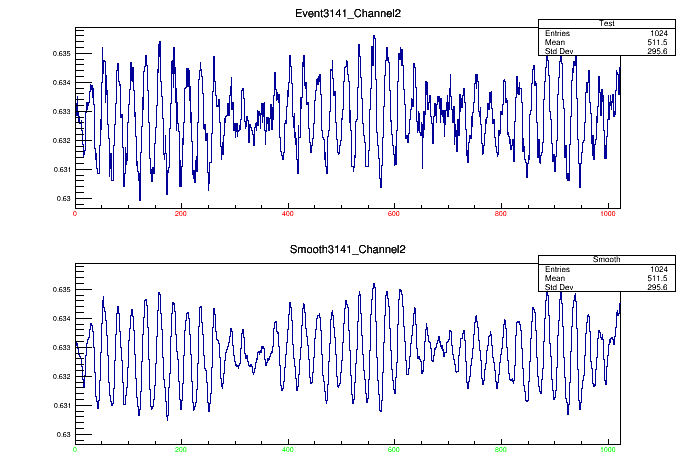 Event3141_Channel2
Test
Entries 1024
Mean 511.5
Std Dev 295.6
0.635
0.634
0.633
0.632
0.631
0.63
0 200 400 600 800 1000
Smooth3141_Channel2
Smooth
Entries 1024
Mean 511.5
Std Dev 295.6
0.635
0.634
0.633
0.632
0.631
0.63
0 200 400 600 800 1000